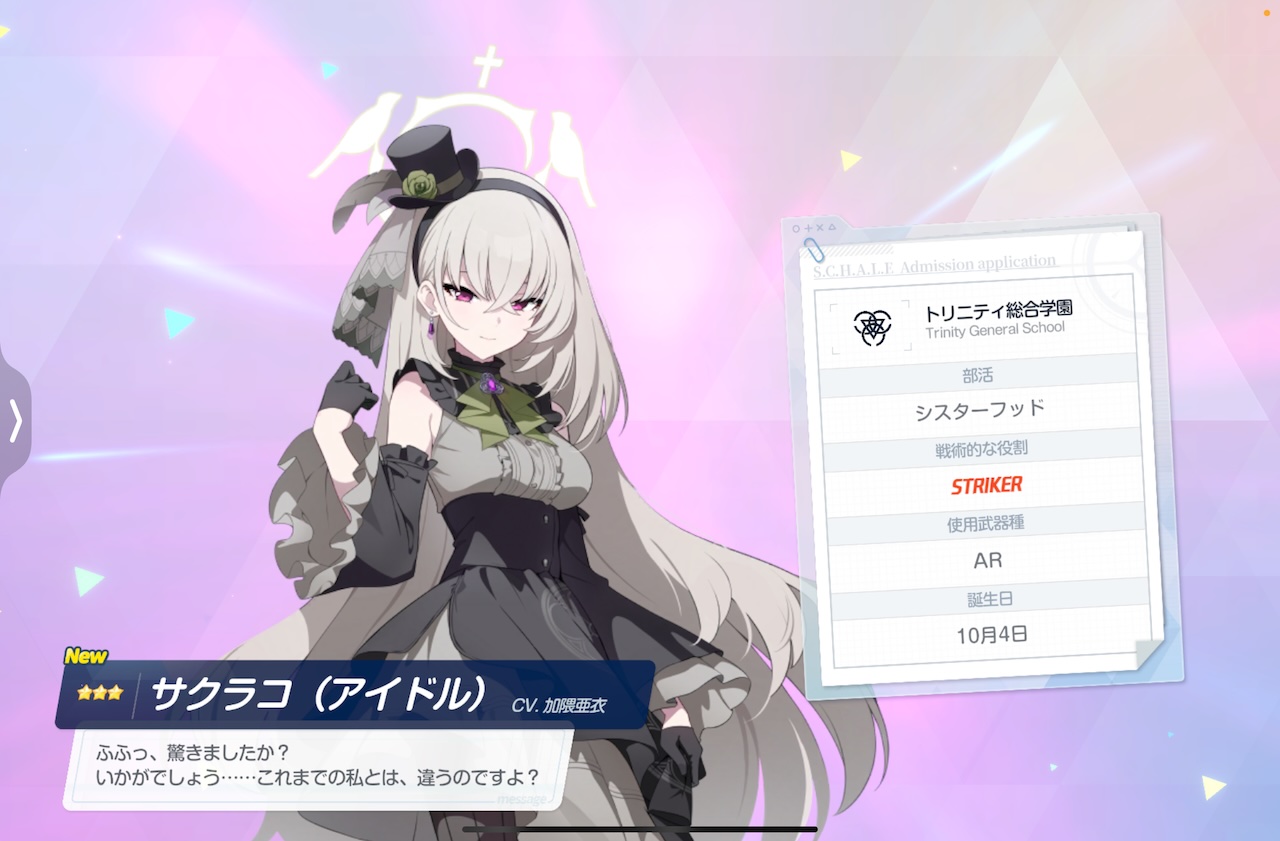 S.C.H.A.L.E Admission application
トリニティ総合学園
Trinity General School
部活
シスターフッド
戦術的な役割
STRIKER
使用武器種
AR
誕生日
10月4日
New
サクラコ（アイドル） CV. 加隈亜衣
ふふっ、驚きましたか？
いかがでしょう……これまでの私とは、違うのですよ？
message